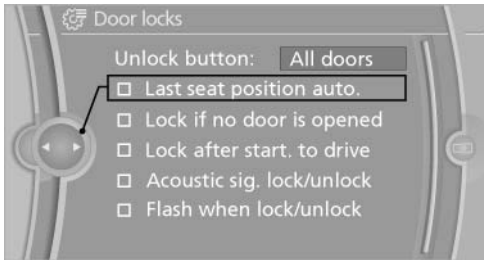 Door locks
Unlock button: All doors
Last seat position auto.
Lock if no door is opened
Lock after start. to drive
Acoustic sig. lock/unlock
Flash when lock/unlock